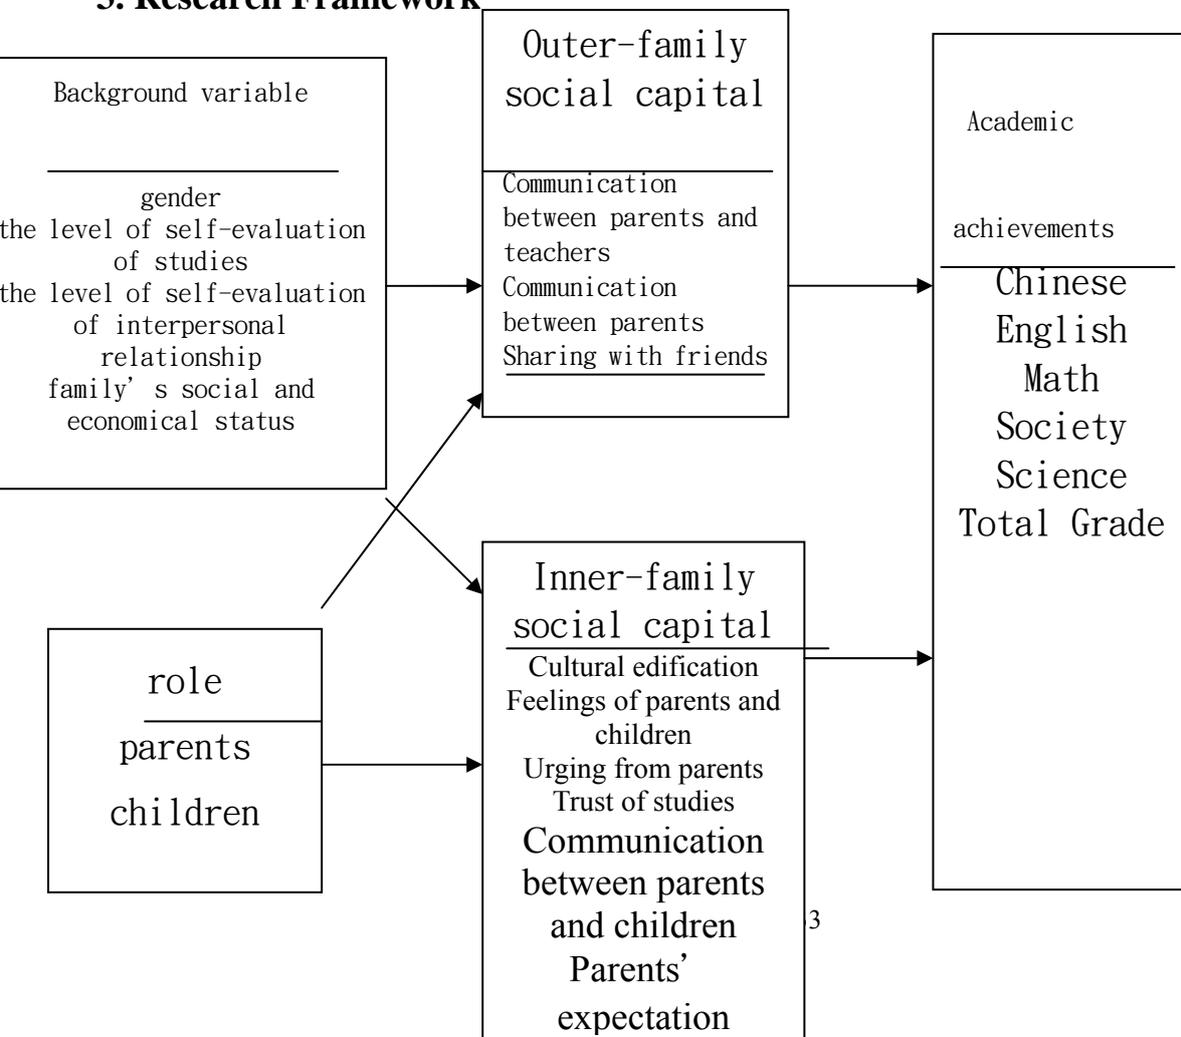 3. Research Framework
Background variable
gender
the level of self-evaluation
of studies
the level of self-evaluation
of interpersonal
relationship
family’s social and
economical status
role
parents
children
Outer-family
social capital
Communication
between parents and
teachers
Communication
between parents
Sharing with friends
Inner-family
social capital
Cultural edification
Feelings of parents and
children
Urging from parents
Trust of studies
Communication
between parents
and children
Parents’
expectation
Academic
achievements
Chinese
English
Math
Society
Science
Total Grade